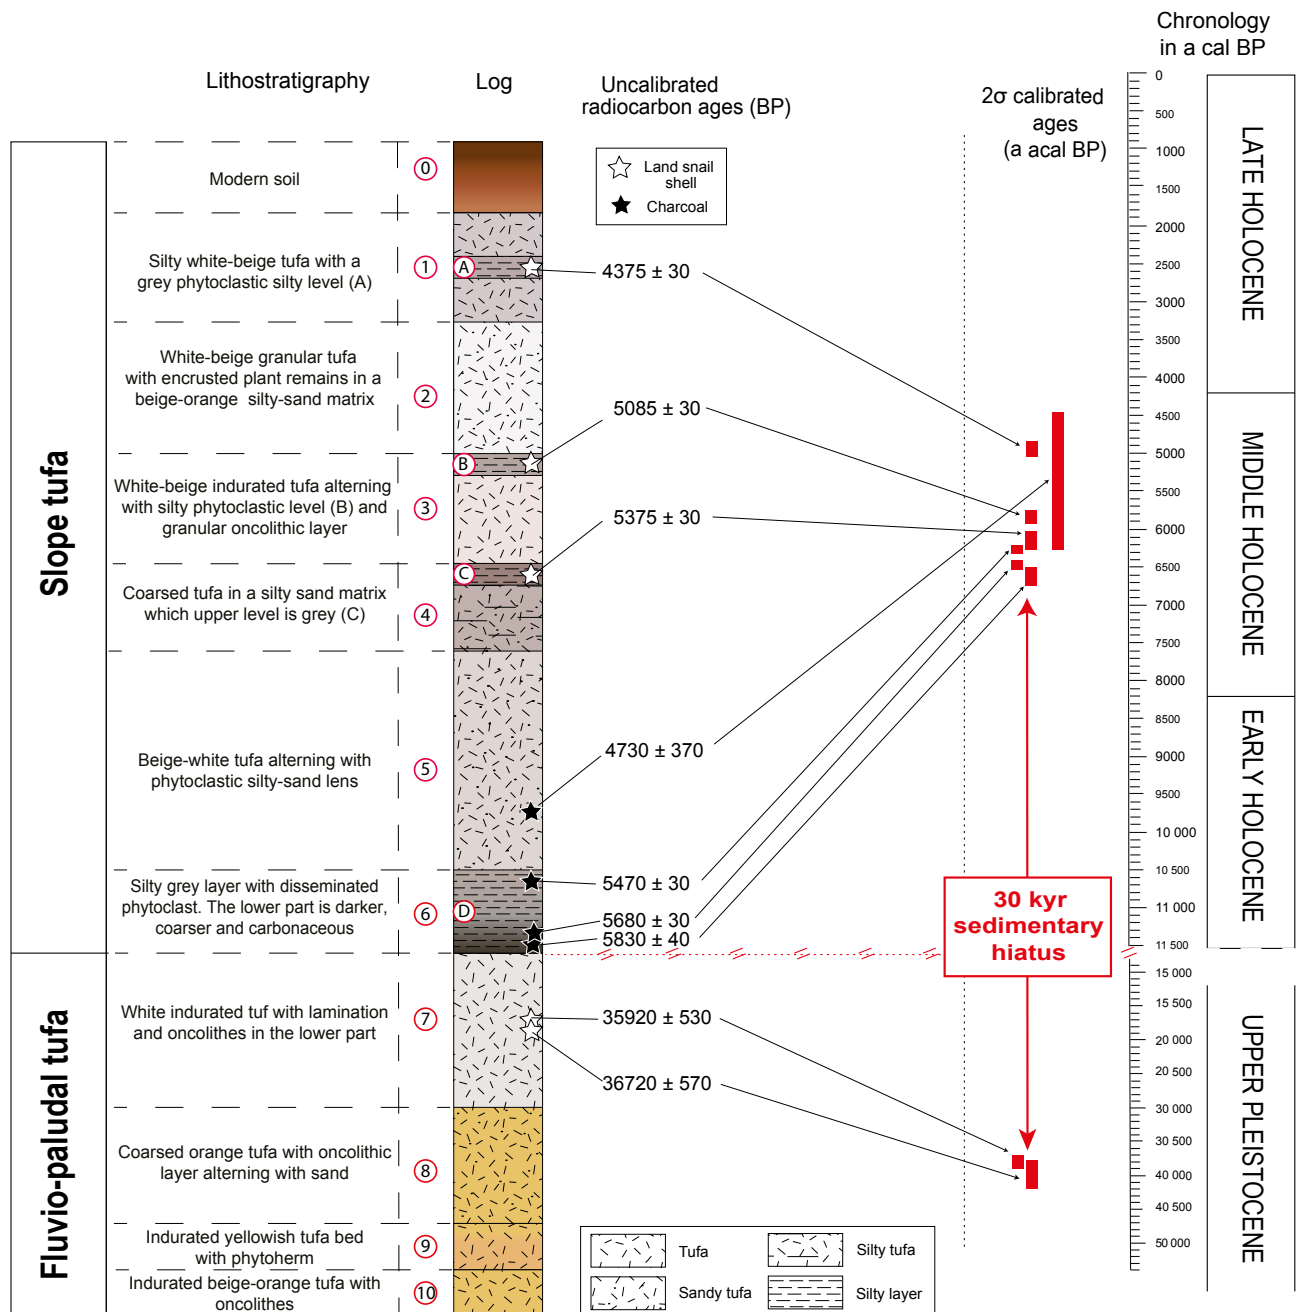 Chronology
in a cal BP
Lithostratigraphy
Log
Uncalibrated
radiocarbon ages (BP)
2σ calibrated
ages
(a acal BP)
Land snail
shell
Charcoal
Slope tufa
Modern soil
0
Silty white-beige tufa with a
grey phytoclastic silty level (A)
1
A
4375 ± 30
White-beige granular tufa
with encrusted plant remains in a
beige-orange silty-sand matrix
2
5085 ± 30
B
White-beige indurated tufa alterning
with silty phytoclastic level (B) and
granular oncolithic layer
3
5375 ± 30
C
Coarsed tufa in a silty sand matrix
which upper level is grey (C)
4
Beige-white tufa alterning with
phytoclastic silty-sand lens
5
4730 ± 370
Silty grey layer with disseminated
phytoclast. The lower part is darker,
coarser and carbonaceous
6
D
5470 ± 30
5680 ± 30
5830 ± 40
30 kyr
sedimentary
hiatus
Fluvio-paludal tufa
White indurated tuf with lamination
and oncolithes in the lower part
7
35920 ± 530
36720 ± 570
Coarsed orange tufa with oncolithic
layer alterning with sand
8
Indurated yellowish tufa bed
with phytoherm
9
Indurated beige-orange tufa with
oncolithes
10
Tufa
Silty tufa
Sandy tufa
Silty layer
0
500
1000
1500
2000
2500
3000
3500
4000
4500
5000
5500
6000
6500
7000
7500
8000
8500
9000
9500
10 000
10 500
11 000
11 500
15 000
15 500
20 000
20 500
30 000
30 500
40 000
40 500
50 000
LATE HOLOCENE
MIDDLE HOLOCENE
EARLY HOLOCENE
UPPER PLEISTOCENE